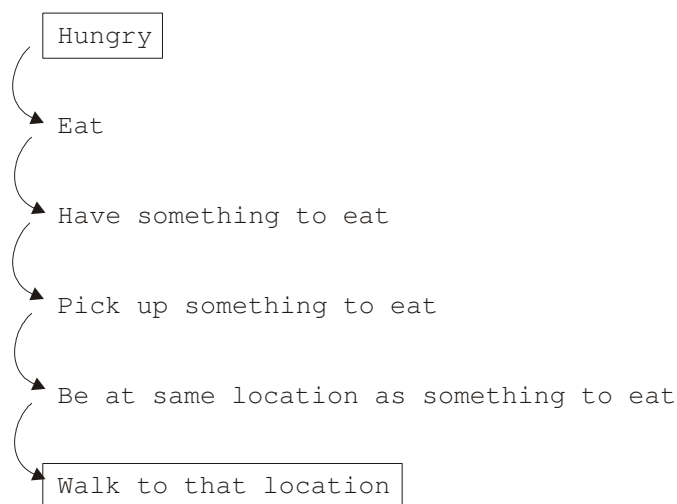 Hungry
Eat
Have something to eat
Pick up something to eat
Be at same location as something to eat
Walk to that location